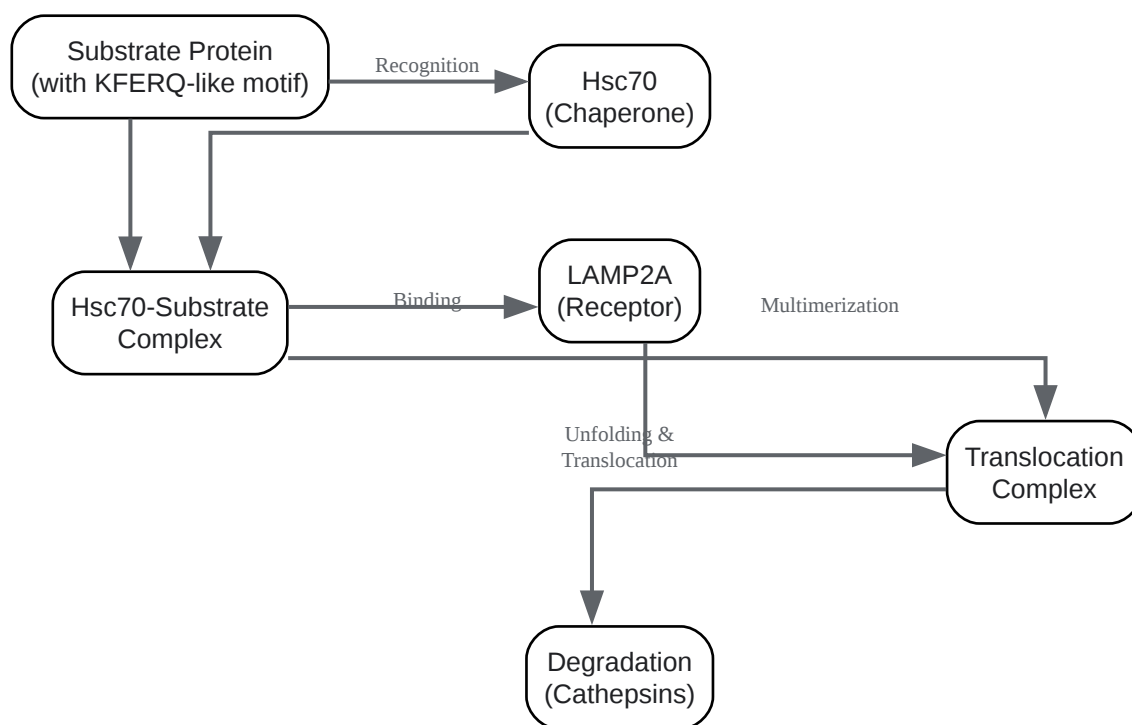 Substrate Protein
(with KFERQ-like motif)
Recognition
Hsc70
(Chaperone)
Hsc70-Substrate
Complex
Binding
LAMP2A
(Receptor)
Multimerization
Unfolding &
Translocation
Translocation
Complex
Degradation
(Cathepsins)